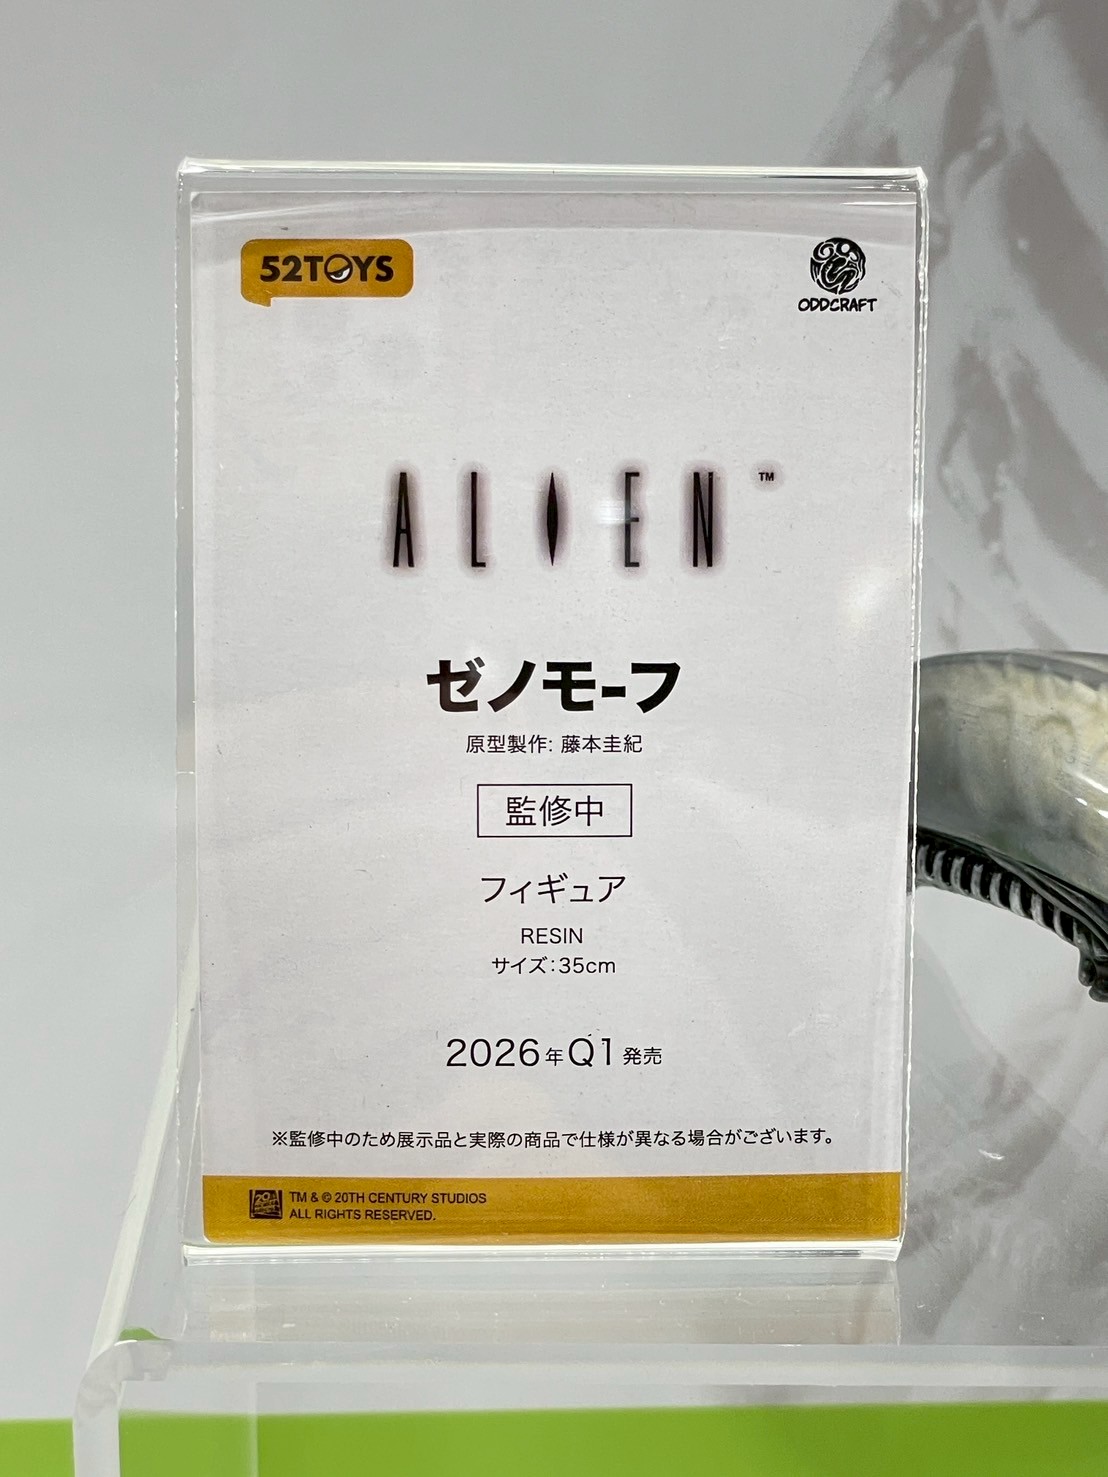 52TOYS
ODDCRAFT
ALIEN™
ゼノモーフ
原型製作: 藤本圭紀
監修中
フィギュア
RESIN
サイズ:35cm
2026年Q1発売
※監修中のため展示品と実際の商品で仕様が異なる場合がございます。
TM & © 20TH CENTURY STUDIOS
ALL RIGHTS RESERVED.